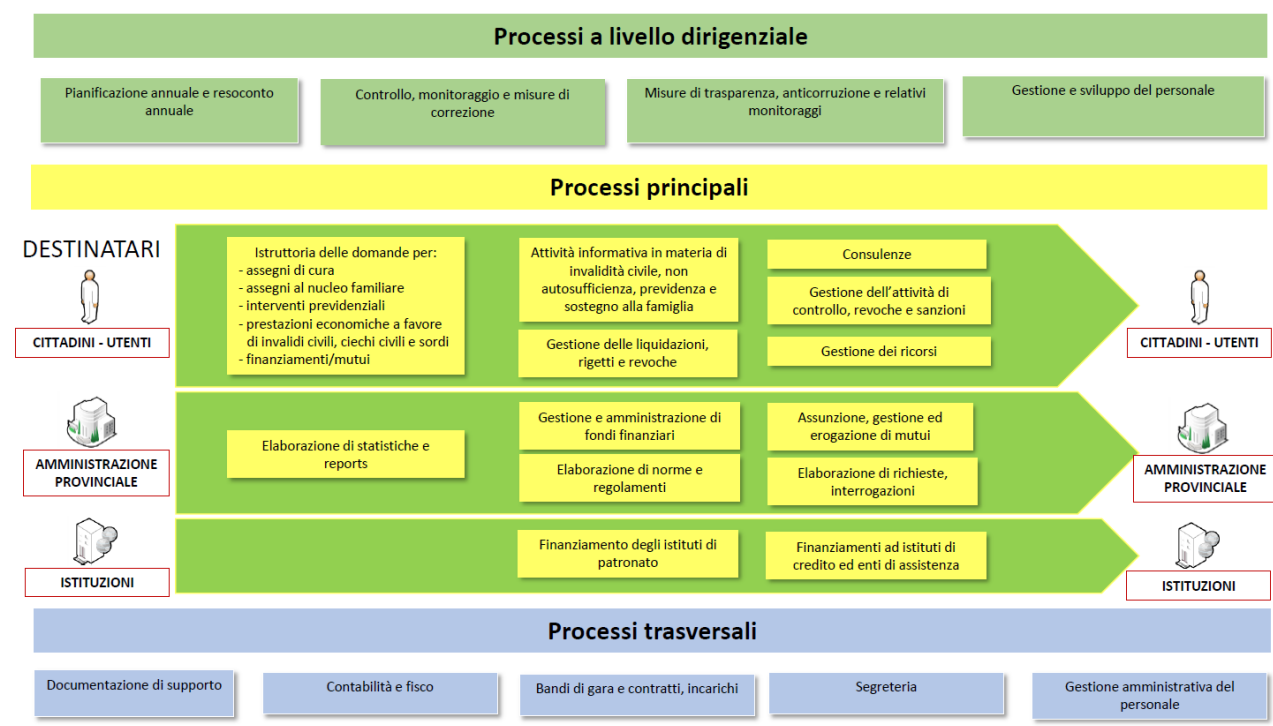 Processi a livello dirigenziale
Pianificazione annuale e resoconto
annuale
Controllo, monitoraggio e misure di
correzione
Misure di trasparenza, anticorruzione e relativi
monitoraggi
Gestione e sviluppo del personale
Processi principali
DESTINATARI
CITTADINI - UTENTI
Istruttoria delle domande per:
- assegni di cura
- assegni al nucleo familiare
- interventi previdenziali
- prestazioni economiche a favore
di invalidi civili, ciechi civili e sordi
- finanziamenti/mutui
Attività informativa in materia di
invalidità civile, non
autosufficienza, previdenza e
sostegno alla famiglia
Gestione delle liquidazioni,
rigetti e revoche
Consulenze
Gestione dell'attività di
controllo, revoche e sanzioni
Gestione dei ricorsi
CITTADINI - UTENTI
AMMINISTRAZIONE
PROVINCIALE
Elaborazione di statistiche e
reports
Gestione e amministrazione di
fondi finanziari
Elaborazione di norme e
regolamenti
Assunzione, gestione ed
erogazione di mutui
Elaborazione di richieste,
interrogazioni
AMMINISTRAZIONE
PROVINCIALE
ISTITUZIONI
Finanziamento degli istituti di
patronato
Finanziamenti ad istituti di
credito ed enti di assistenza
ISTITUZIONI
Processi trasversali
Documentazione di supporto
Contabilità e fisco
Bandi di gara e contratti, incarichi
Segreteria
Gestione amministrativa del
personale